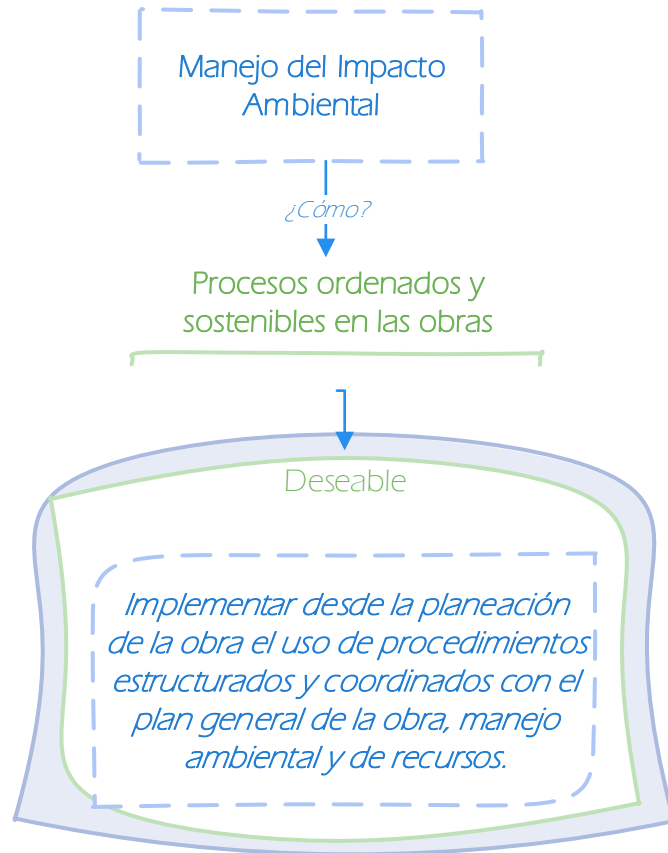 Manejo del Impacto
Ambiental
¿Cómo?
Procesos ordenados y
sostenibles en las obras
Deseable
Implementar desde la planeación
de la obra el uso de procedimientos
estructurados y coordinados con el
plan general de la obra, manejo
ambiental y de recursos.